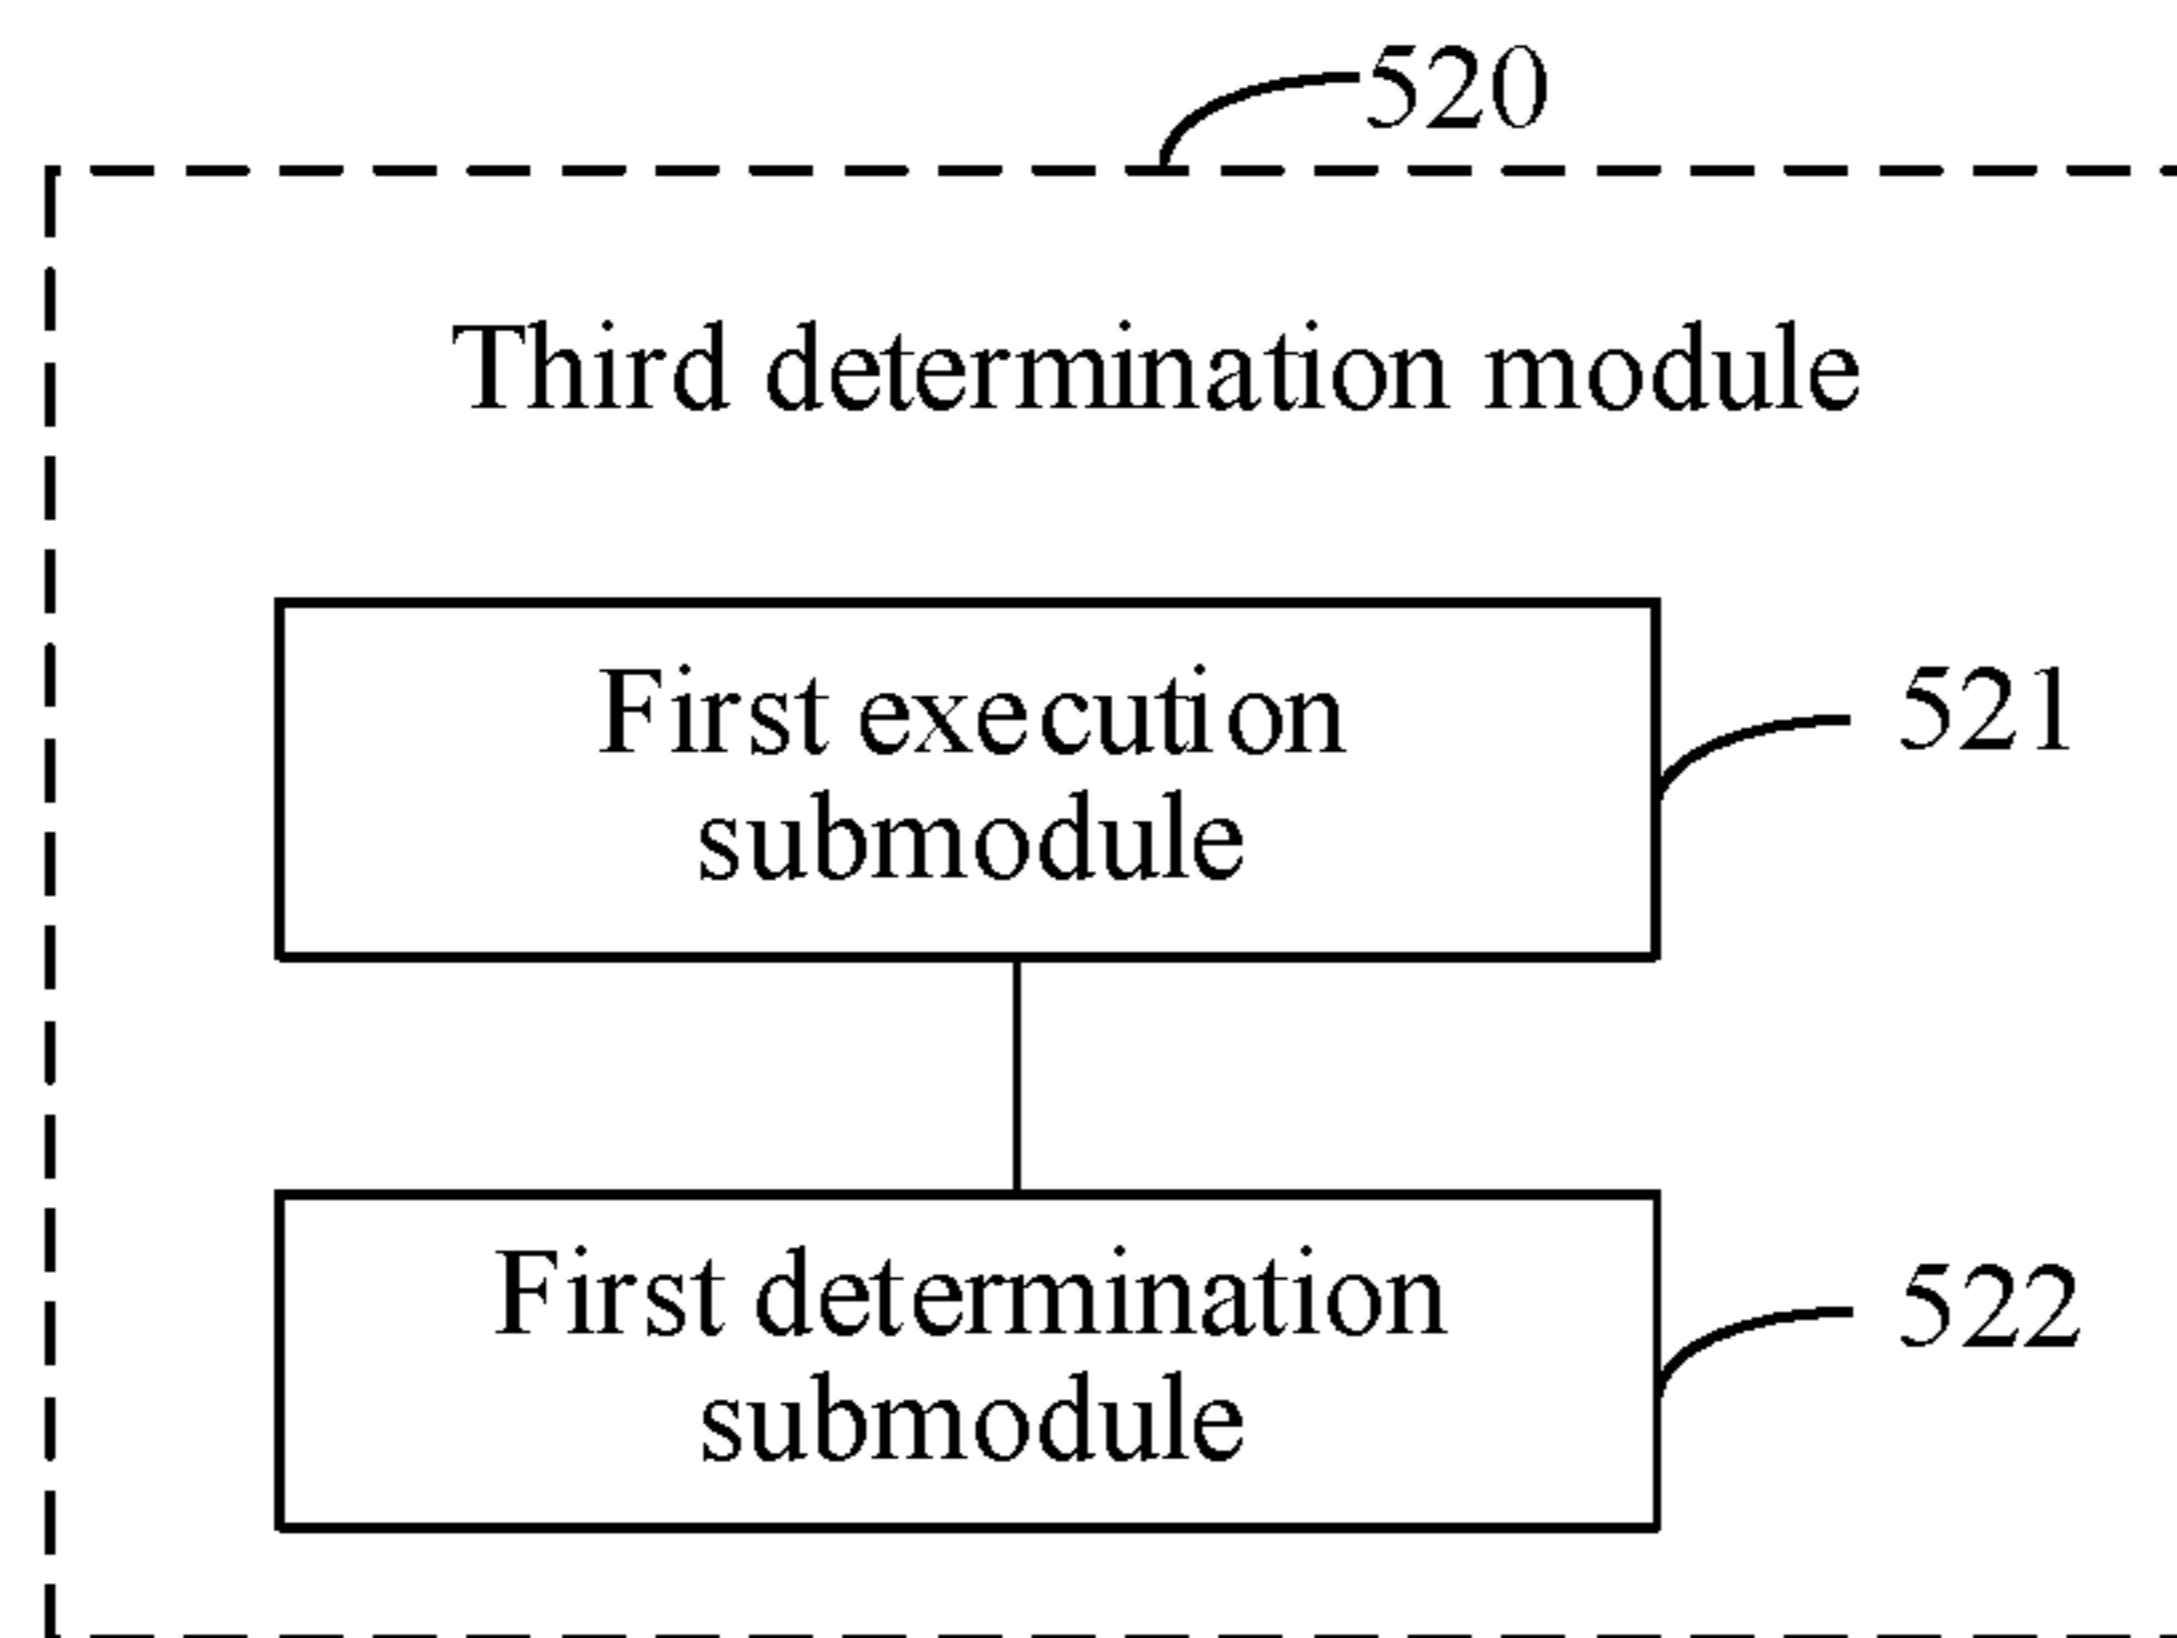 520
Third determination module
First execution
submodule
521
First determination
submodule
522